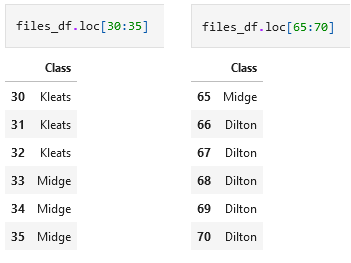 files_df.loc[30:35]
Class
30 Kleats
31 Kleats
32 Kleats
33 Midge
34 Midge
35 Midge
files_df.loc[65:70]
Class
65 Midge
66 Dilton
67 Dilton
68 Dilton
69 Dilton
70 Dilton